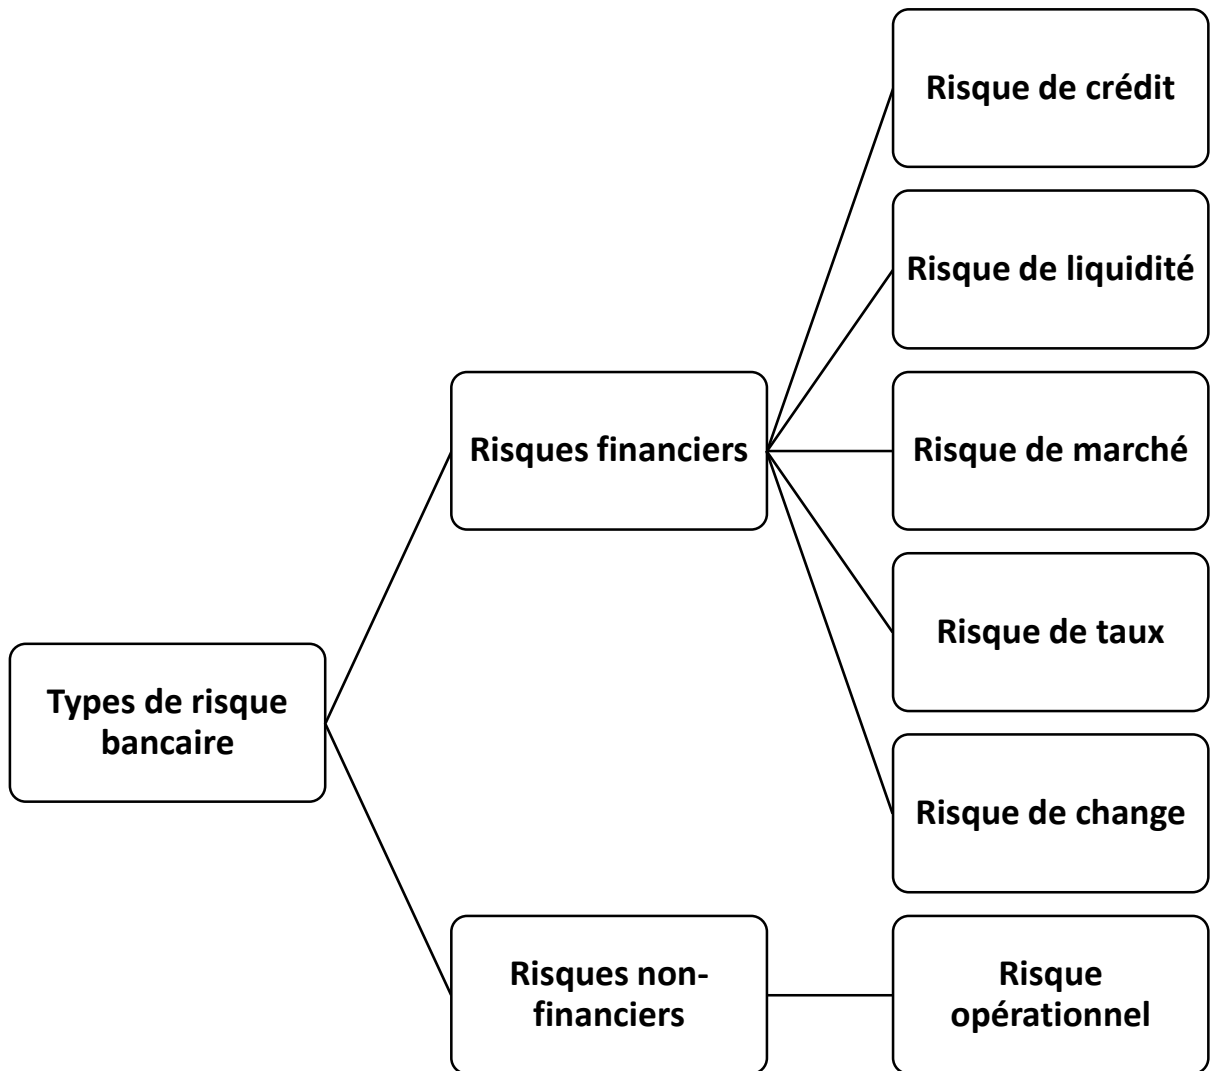 Risque de crédit
Risque de liquidité
Risques financiers
Risque de marché
Risque de taux
Types de risque
bancaire
Risque de change
Risques non-
financiers
Risque
opérationnel